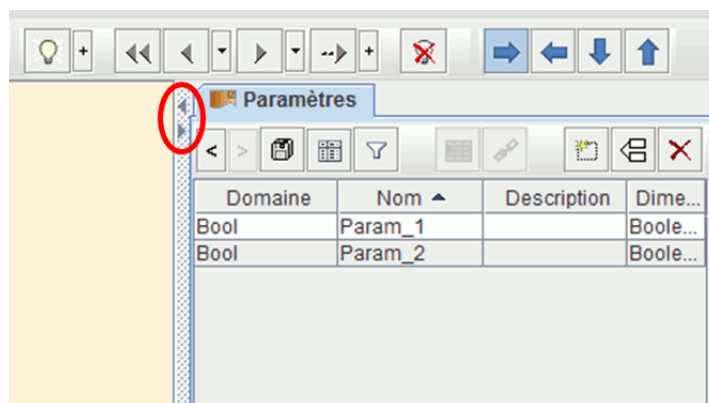 Paramètres
Domaine Nom Description Dime...
Bool Param_1 Boole...
Bool Param_2 Boole...